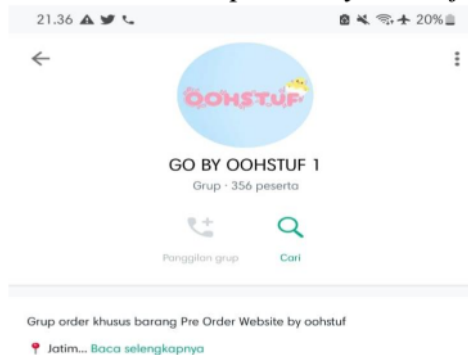 21.36 20%
OOHSTUF
GO BY OOHSTUF 1
Grup · 356 peserta
Panggilan grup Cari
Grup order khusus barang Pre Order Website by oohstuf
Jatim... Baca selengkapnya